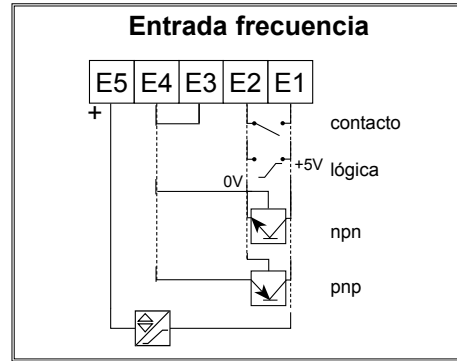 Entrada frecuencia
E5 E4 E3 E2 E1
+
contacto
+5V lógica
0V
npn
pnp